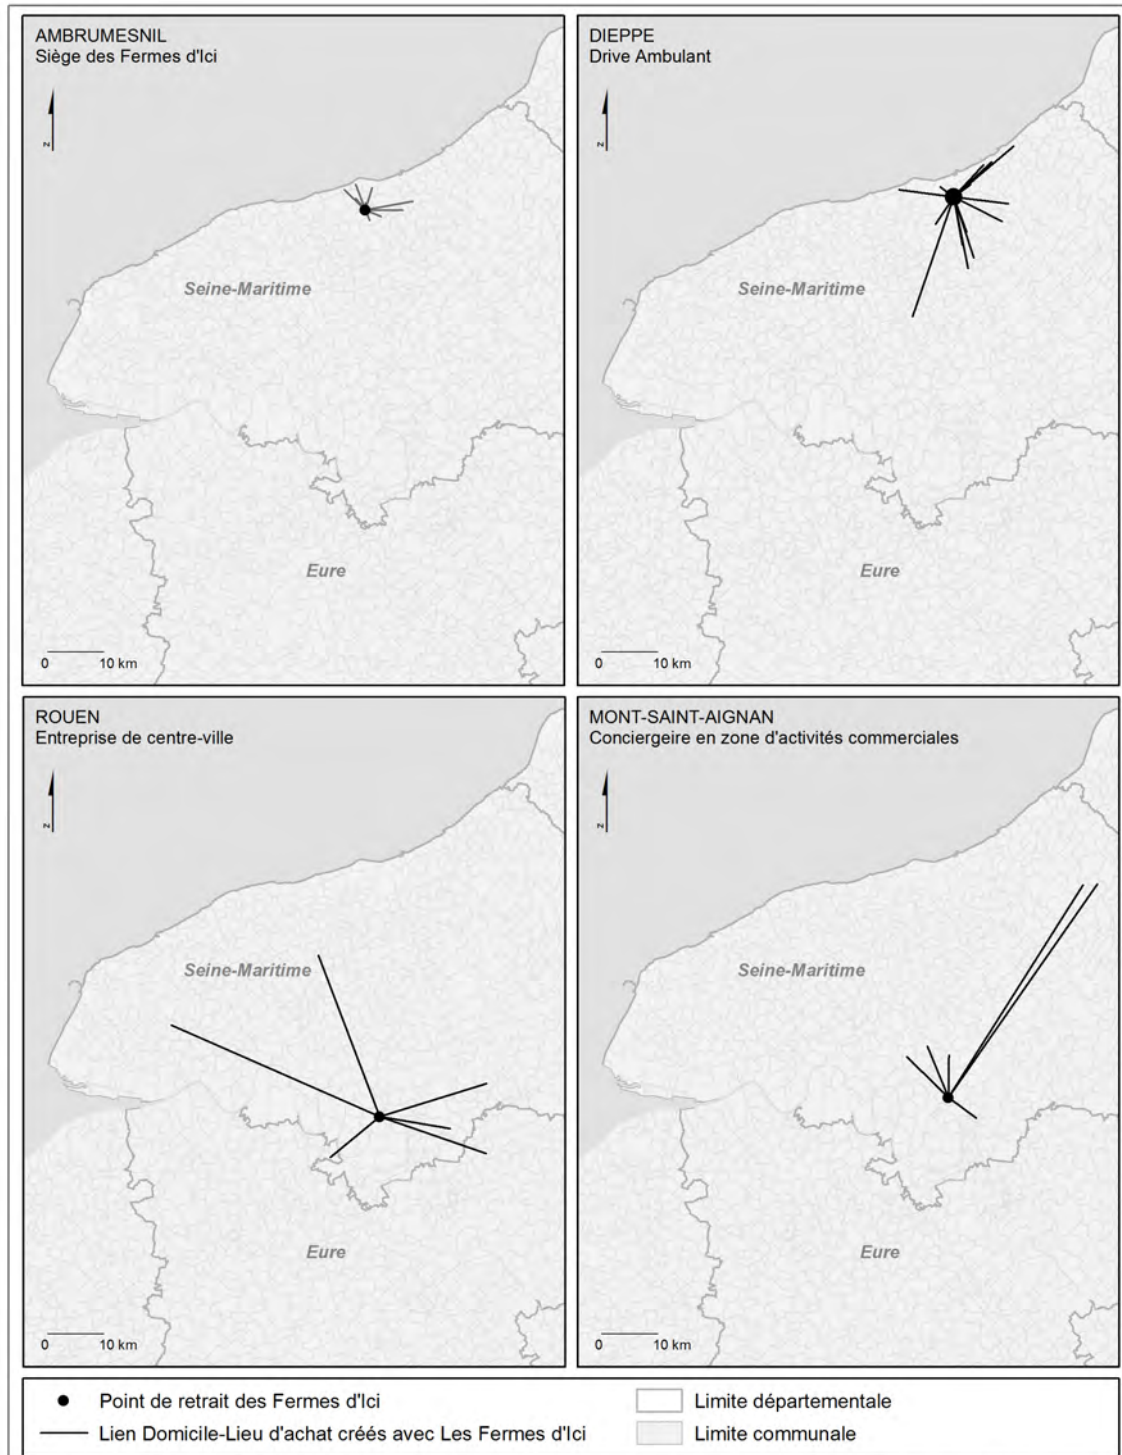 AMBRUMESNIL
Siège des Fermes d'Ici
N
Seine-Maritime
Eure
0 10 km
DIEPPE
Drive Ambulant
N
Seine-Maritime
Eure
0 10 km
ROUEN
Entreprise de centre-ville
N
Seine-Maritime
Eure
0 10 km
MONT-SAINT-AIGNAN
Conciergeire en zone d'activités commerciales
N
Seine-Maritime
Eure
0 10 km
Point de retrait des Fermes d'Ici
Lien Domicile-Lieu d'achat créés avec Les Fermes d'Ici
Limite départementale
Limite communale